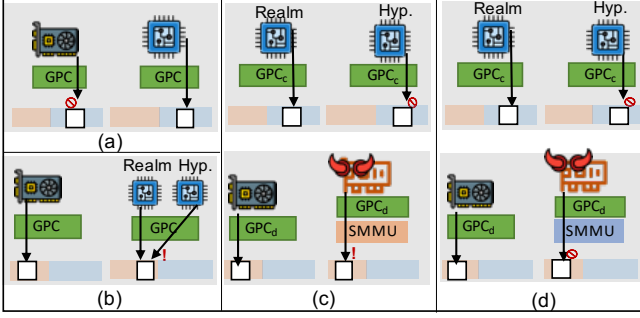 GPC GPC
(a)
Realm Hyp.
GPC GPC
!
(b)
Realm Hyp.
GPCc GPCc
GPCd GPCd
SMMU
!
(c)
Realm Hyp.
GPCc GPCc
GPCd GPCd
SMMU
(d)